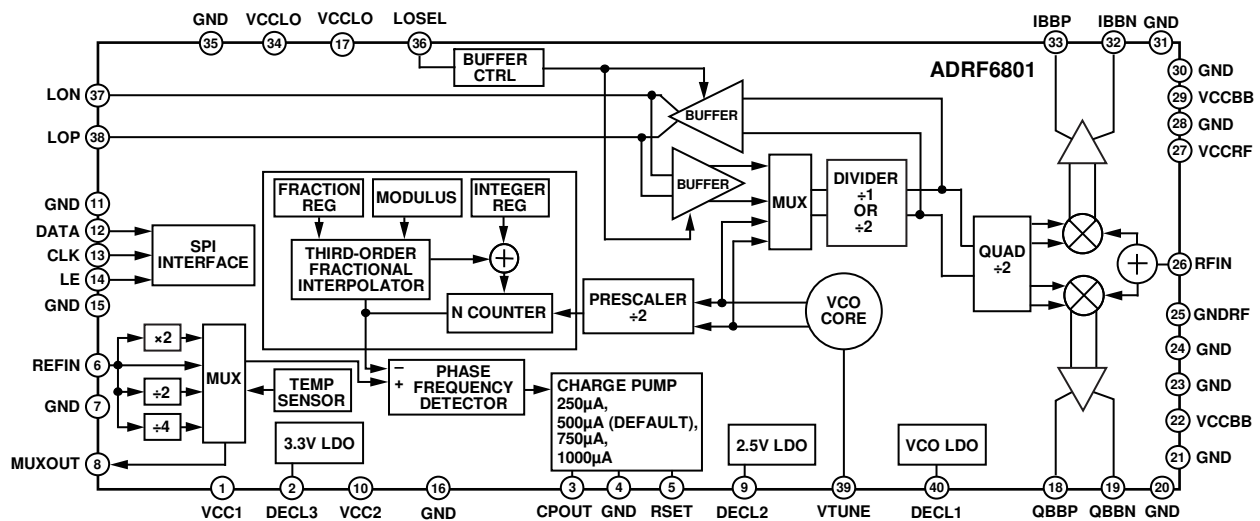 GND VCCLO VCCLO LOSEL IBBP IBBN GND
35 34 17 36 33 32 31
BUFFER
CTRL
ADRF6801
30 GND
29 VCCBB
28 GND
27 VCCRF
LON 37
LOP 38
BUFFER
BUFFER
MUX
DIVIDER
÷1
OR
÷2
FRACTION
REG
MODULUS
INTEGER
REG
THIRD-ORDER
FRACTIONAL
INTERPOLATOR
+
N COUNTER
PRESCALER
÷2
VCO
CORE
QUAD
÷2
+
26 RFIN
GND 11
DATA 12
CLK 13
LE 14
GND 15
SPI
INTERFACE
25 GNDRF
24 GND
23 GND
22 VCCBB
21 GND
REFIN 6
GND 7
MUXOUT 8
×2
÷2
÷4
MUX
TEMP
SENSOR
–
+
PHASE
FREQUENCY
DETECTOR
CHARGE PUMP
250µA,
500µA (DEFAULT),
750µA,
1000µA
3.3V LDO
2.5V LDO
VCO LDO
1 2 10 16 3 4 5 9 39 40 18 19 20
VCC1 DECL3 VCC2 GND CPOUT GND RSET DECL2 VTUNE DECL1 QBBP QBBN GND